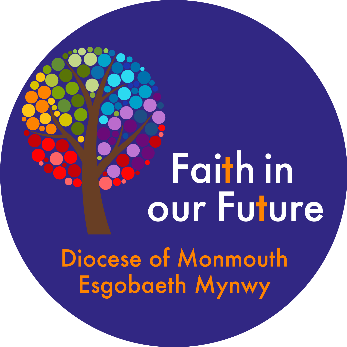 Faith in
our Future
Diocese of Monmouth
Esgobaeth Mynwy